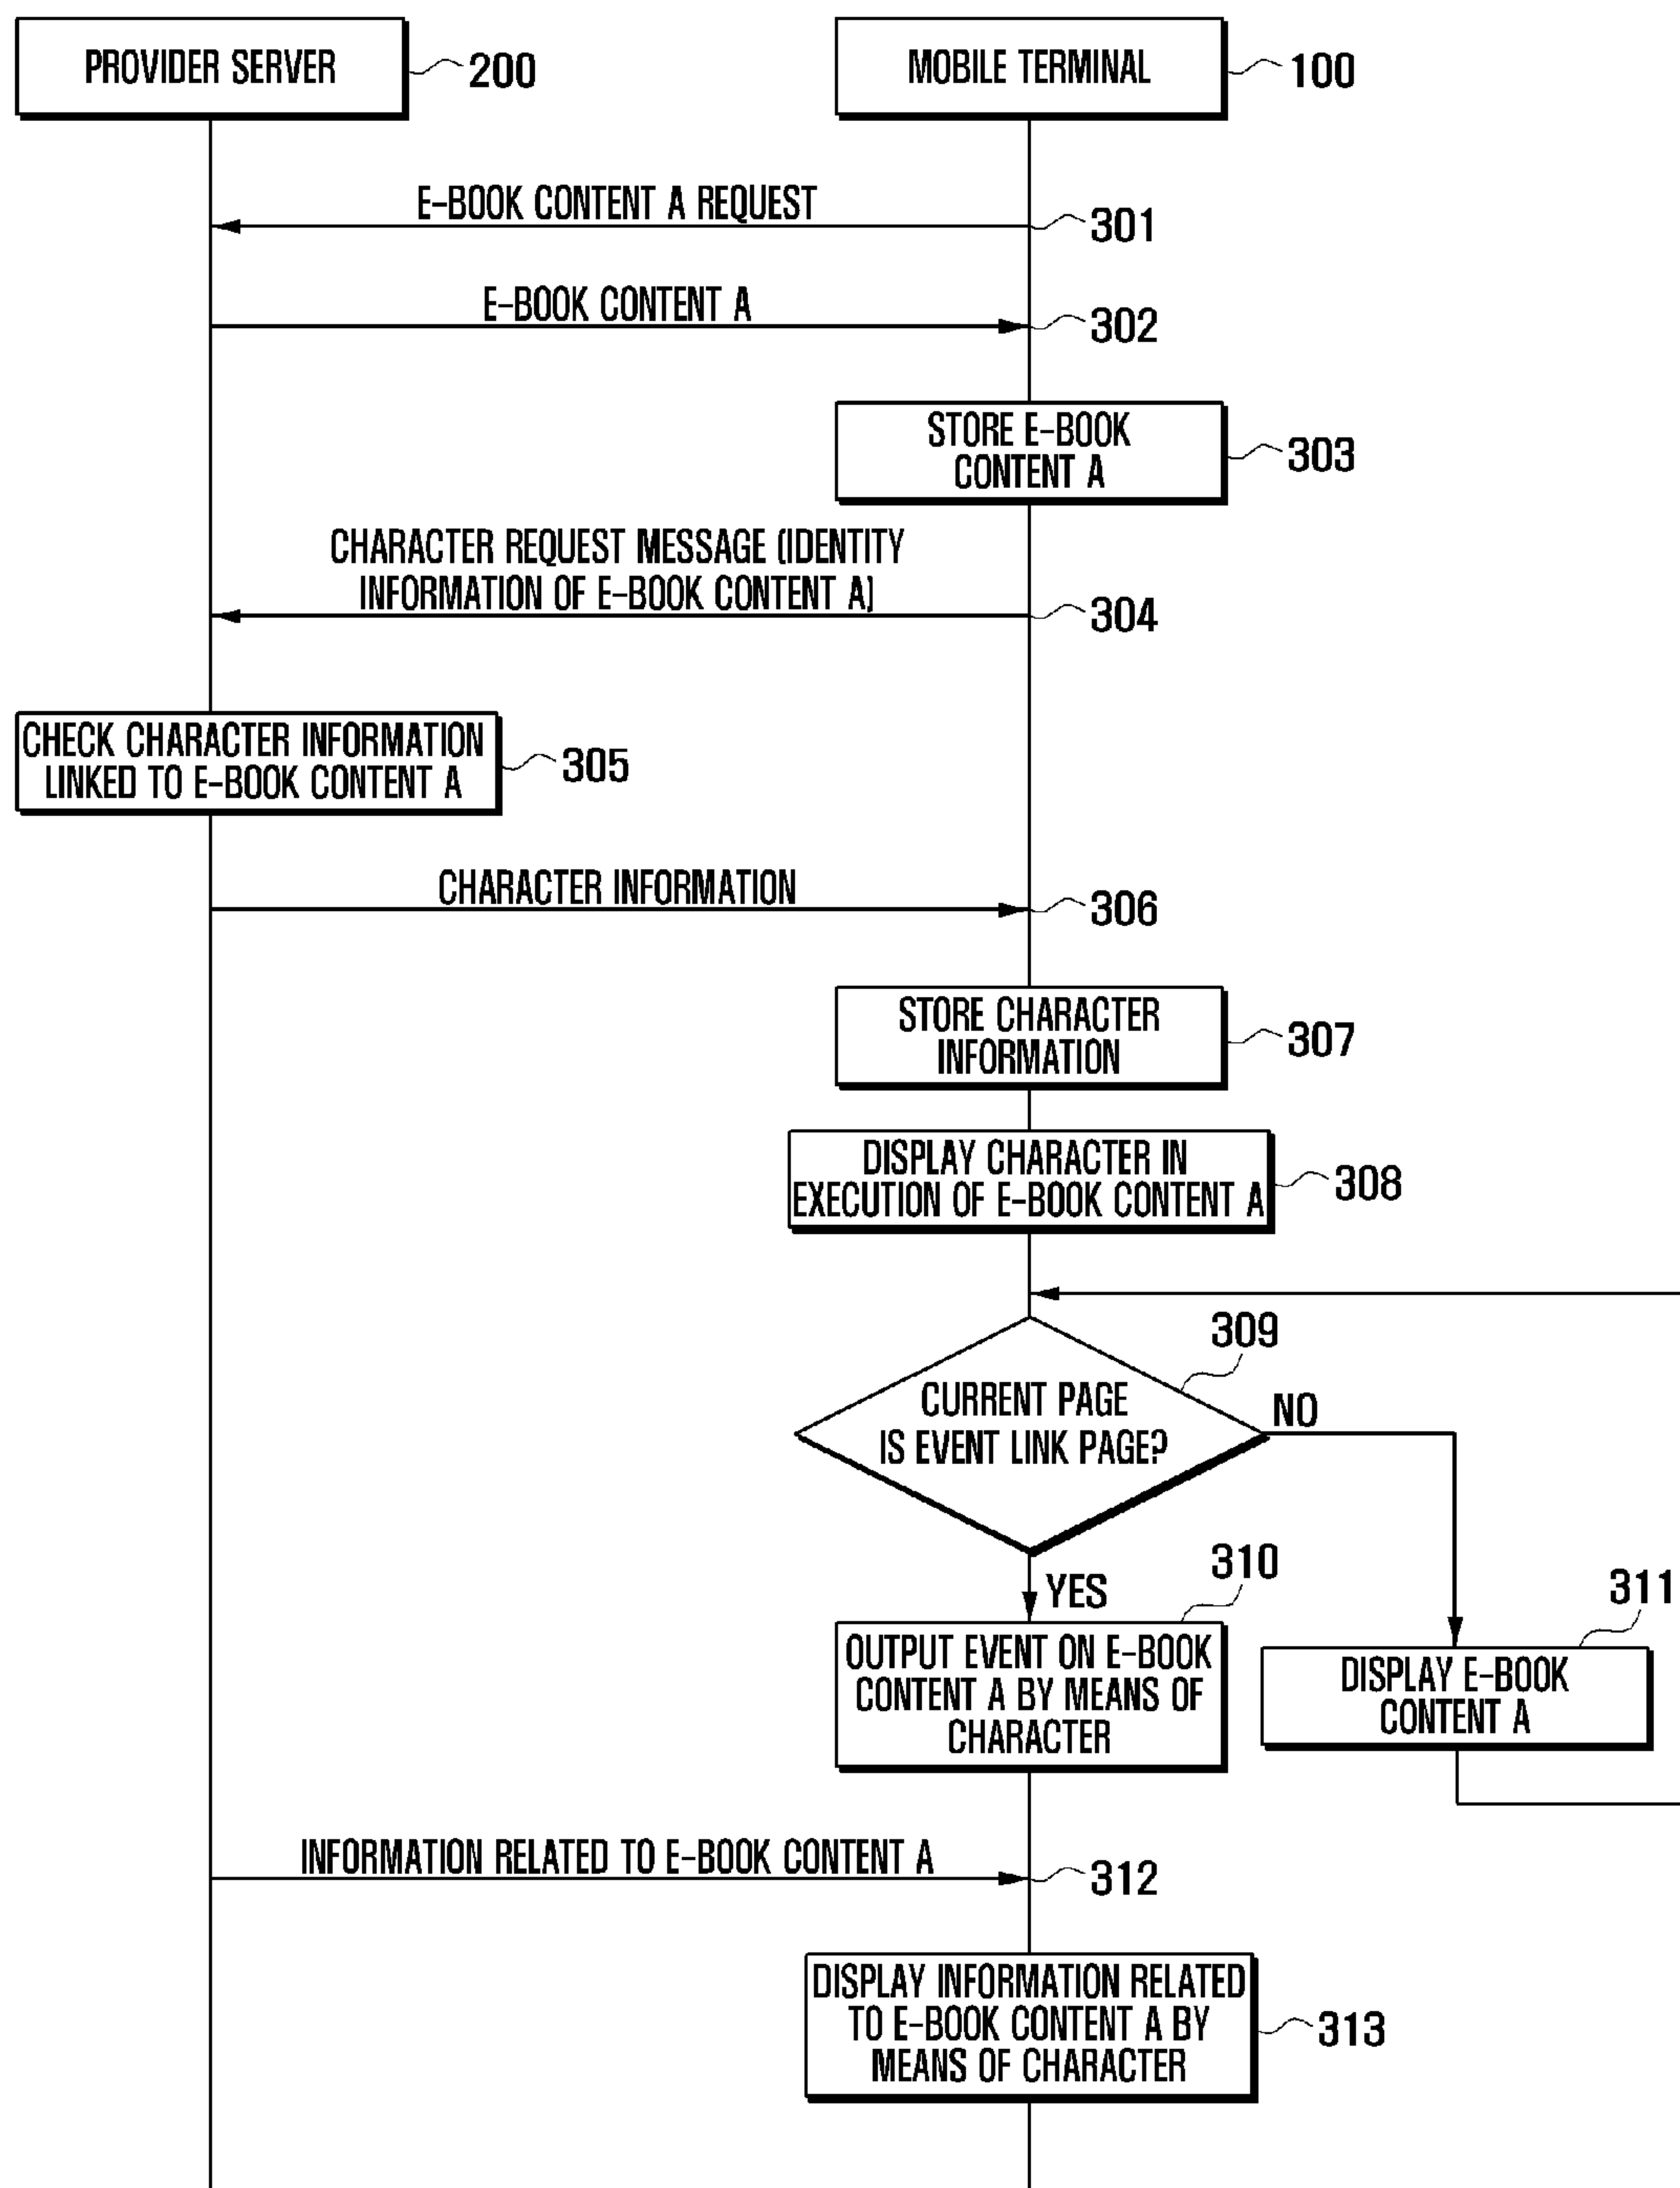 PROVIDER SERVER
200
MOBILE TERMINAL
100
E-BOOK CONTENT A REQUEST
301
E-BOOK CONTENT A
302
STORE E-BOOK
CONTENT A
303
CHARACTER REQUEST MESSAGE (IDENTITY
INFORMATION OF E-BOOK CONTENT A)
304
CHECK CHARACTER INFORMATION
LINKED TO E-BOOK CONTENT A
305
CHARACTER INFORMATION
306
STORE CHARACTER
INFORMATION
307
DISPLAY CHARACTER IN
EXECUTION OF E-BOOK CONTENT A
308
309
CURRENT PAGE
IS EVENT LINK PAGE?
NO
YES
310
OUTPUT EVENT ON E-BOOK
CONTENT A BY MEANS OF
CHARACTER
311
DISPLAY E-BOOK
CONTENT A
INFORMATION RELATED TO E-BOOK CONTENT A
312
DISPLAY INFORMATION RELATED
TO E-BOOK CONTENT A BY
MEANS OF CHARACTER
313